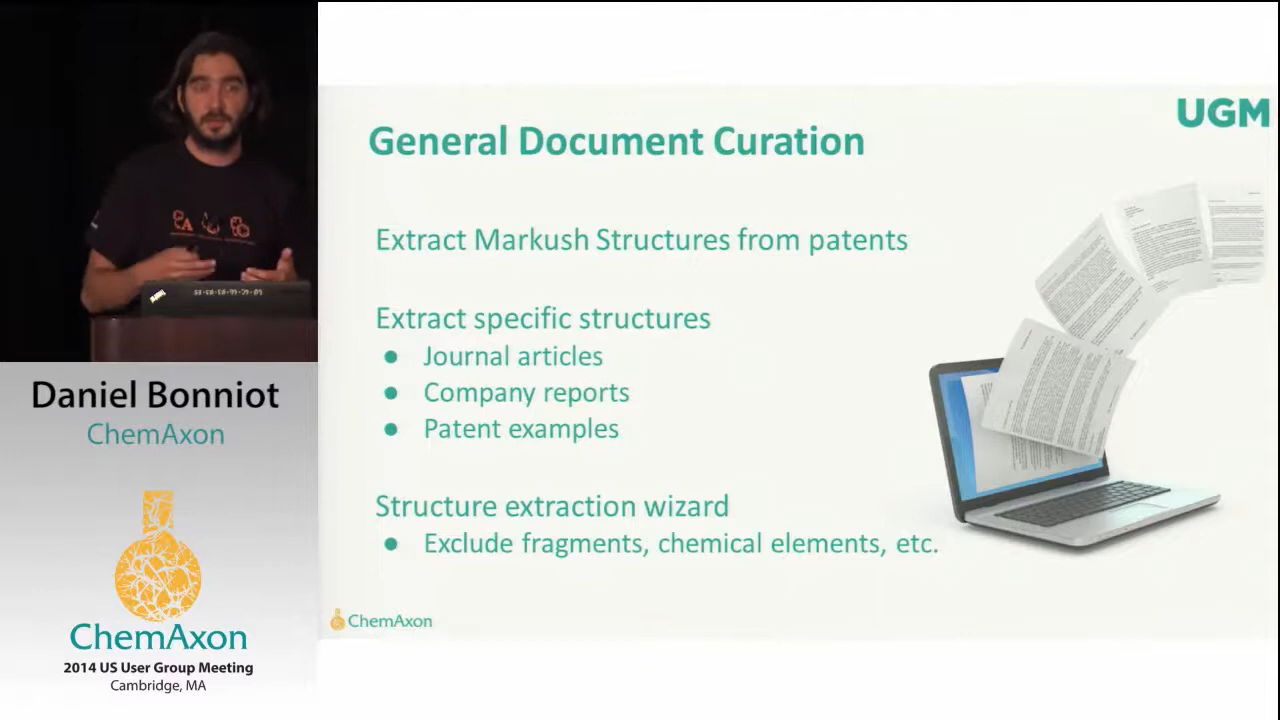 UGM
General Document Curation
Extract Markush Structures from patents
Extract specific structures
● Journal articles
● Company reports
● Patent examples
Structure extraction wizard
● Exclude fragments, chemical elements, etc.
ChemAxon
Daniel Bonniot
ChemAxon
ChemAxon
2014 US User Group Meeting
Cambridge, MA